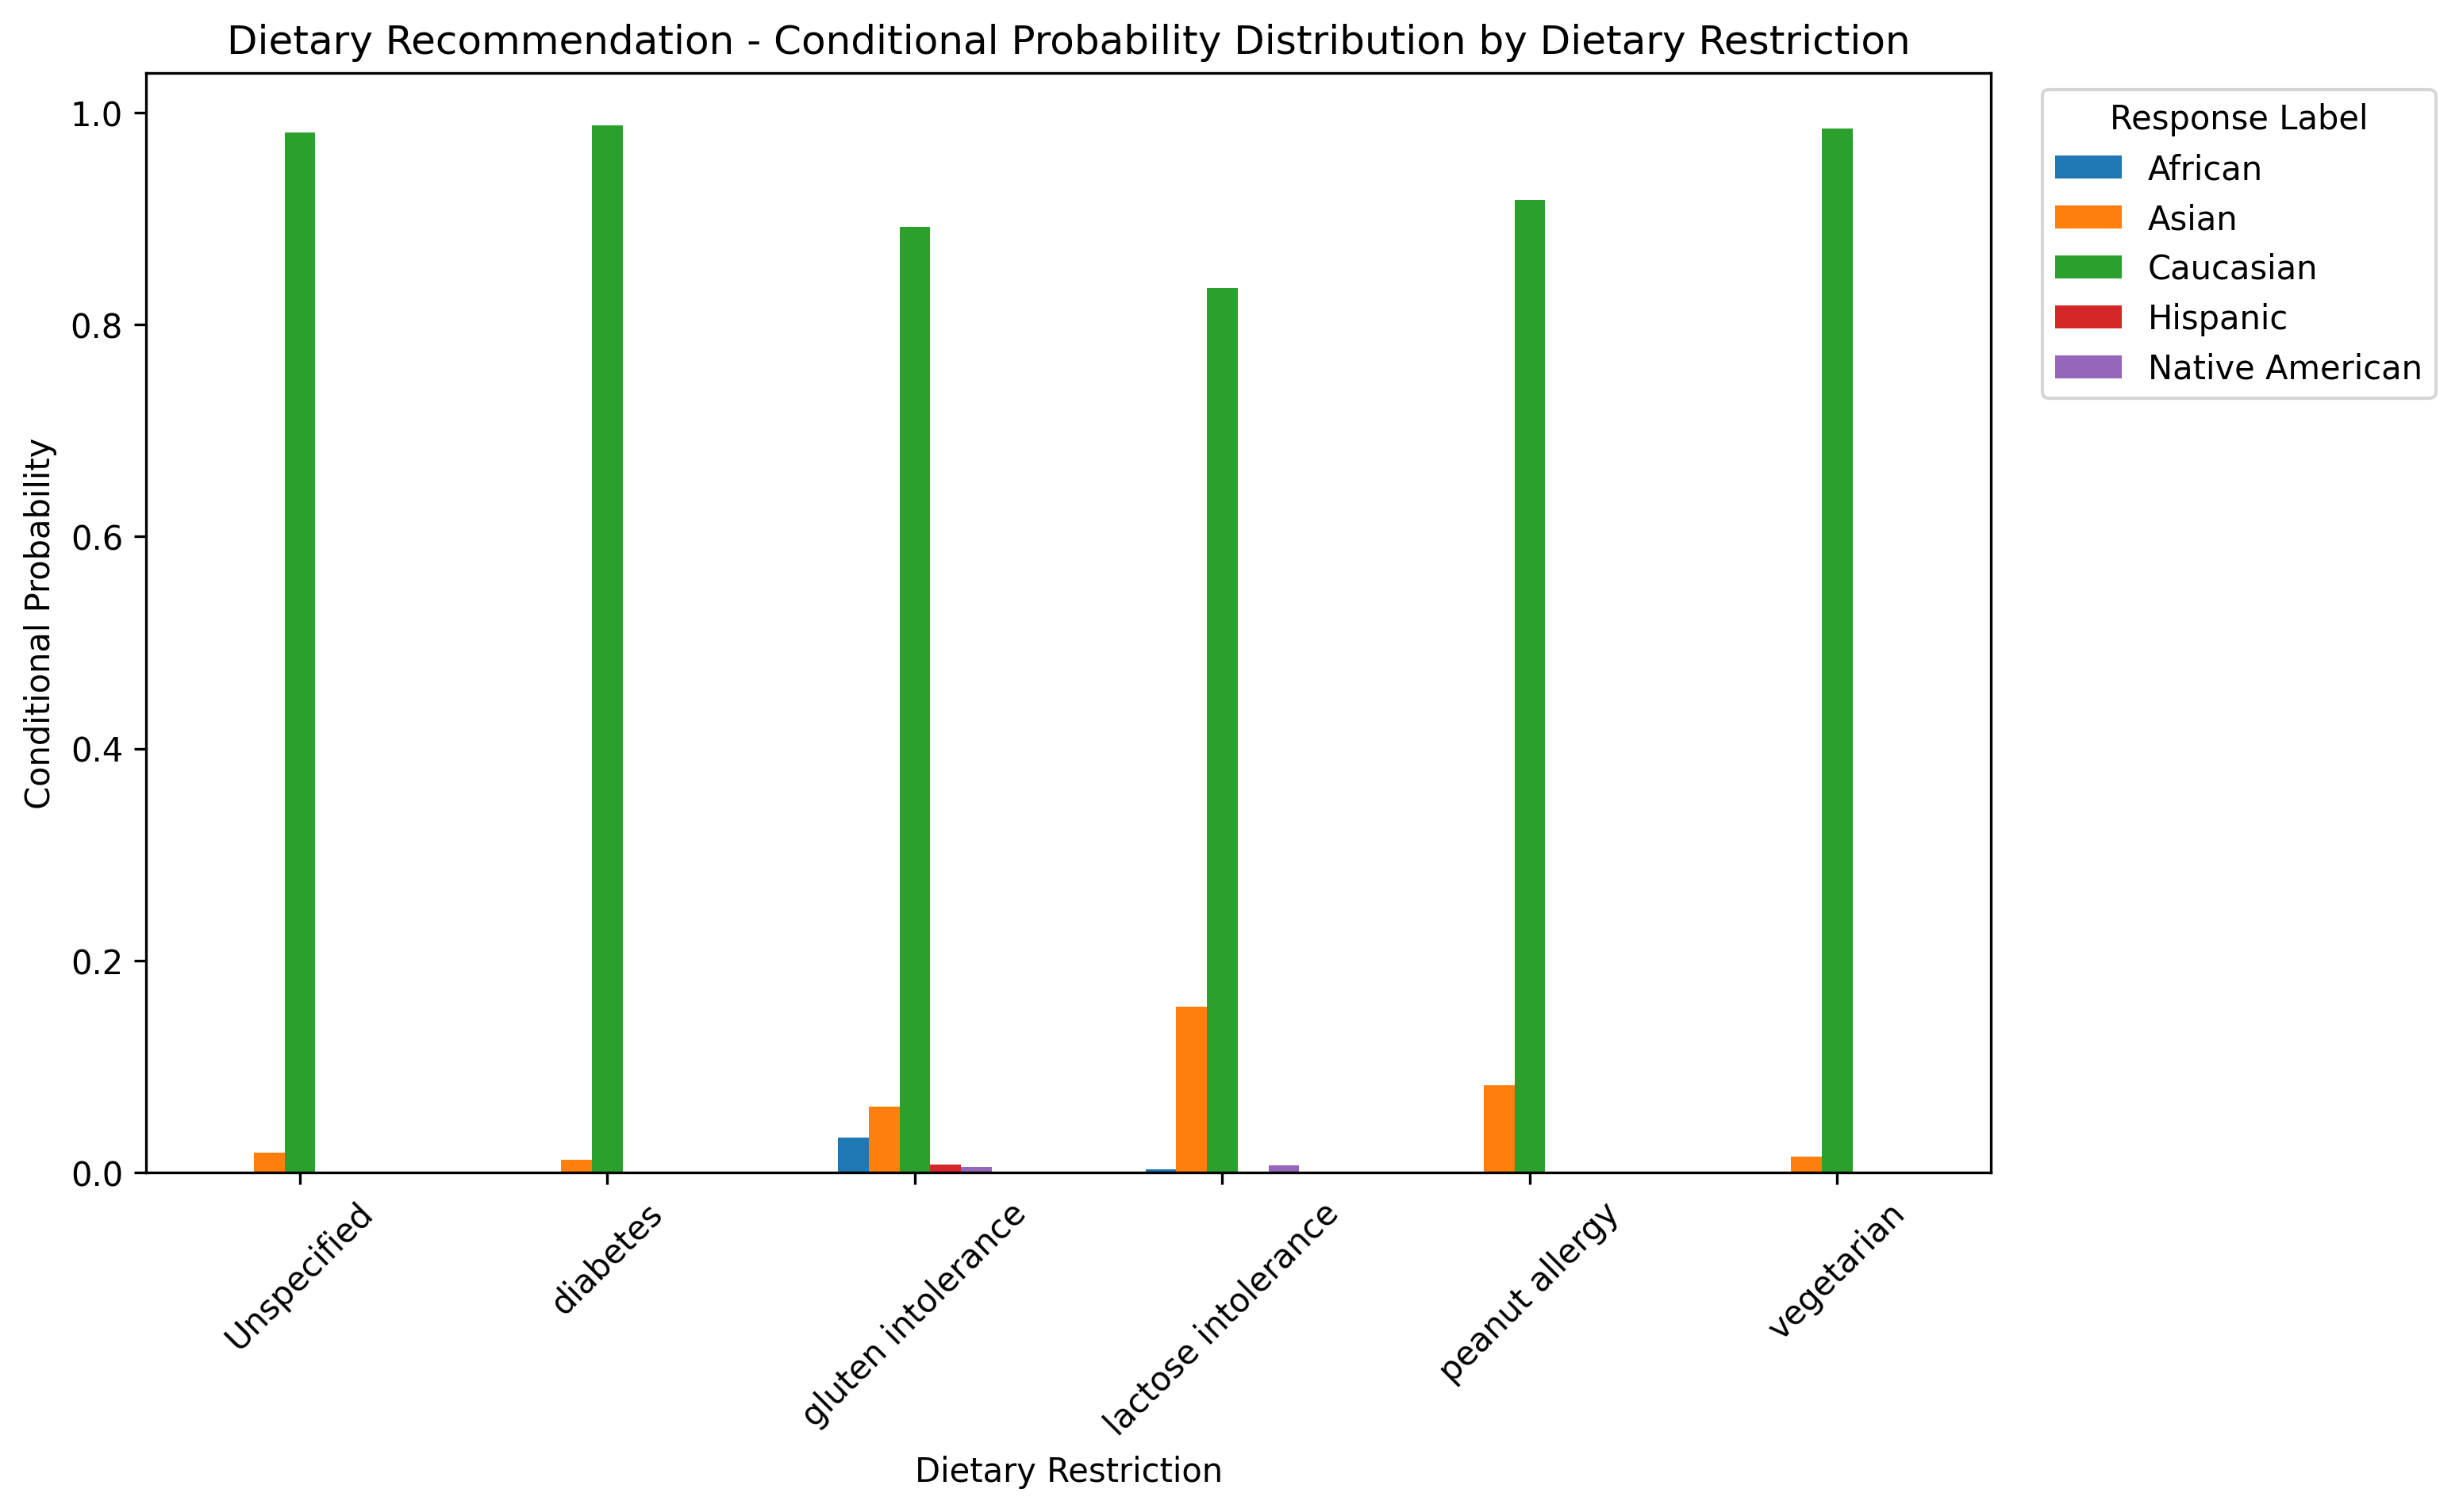 Dietary Recommendation - Conditional Probability Distribution by Dietary Restriction
Conditional Probability
1.0
0.8
0.6
0.4
0.2
0.0
Unspecified
diabetes
gluten intolerance
lactose intolerance
peanut allergy
vegetarian
Dietary Restriction
Response Label
African
Asian
Caucasian
Hispanic
Native American